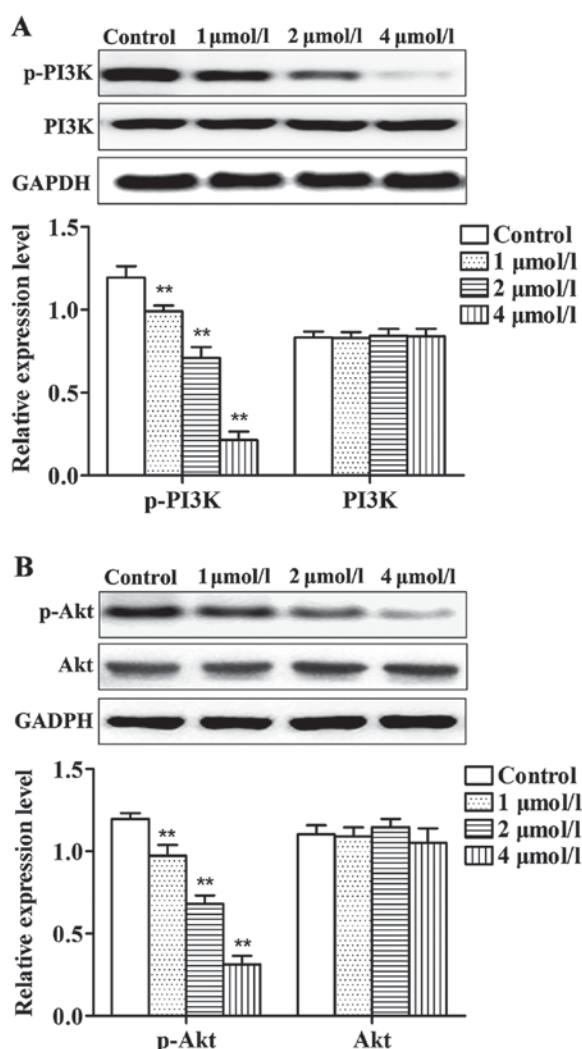 A
Control 1 μmol/l 2 μmol/l 4 μmol/l
p-PI3K
PI3K
GAPDH
Relative expression level
1.5
1.0
0.5
0.0
** ** **
p-PI3K PI3K
Control
1 μmol/l
2 μmol/l
4 μmol/l
B
Control 1 μmol/l 2 μmol/l 4 μmol/l
p-Akt
Akt
GADPH
Relative expression level
1.5
1.0
0.5
0.0
** ** **
p-Akt Akt
Control
1 μmol/l
2 μmol/l
4 μmol/l